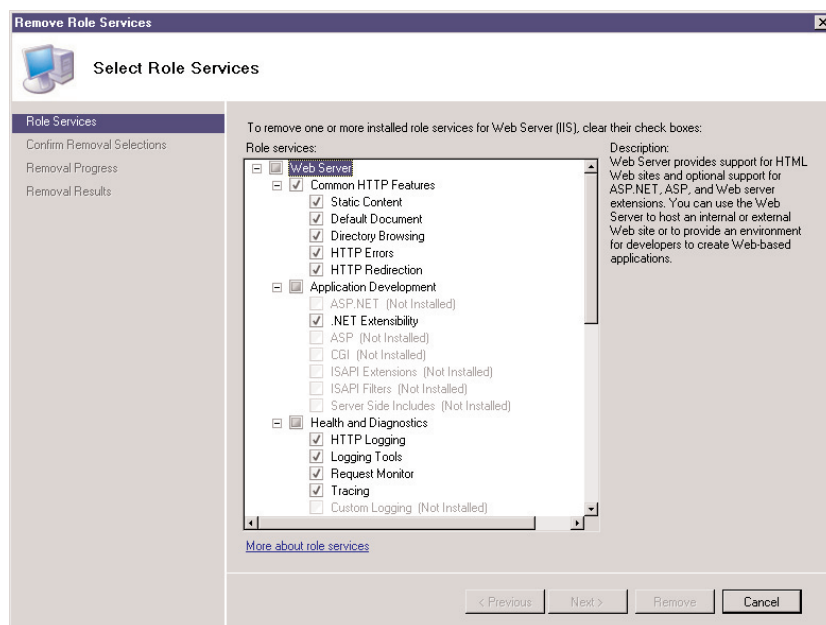 Remove Role Services
Select Role Services
Role Services
Confirm Removal Selections
Removal Progress
Removal Results
To remove one or more installed role services for Web Server (IIS), clear their check boxes:
Role services:
Web Server
Common HTTP Features
Static Content
Default Document
Directory Browsing
HTTP Errors
HTTP Redirection
Application Development
ASP.NET (Not Installed)
.NET Extensibility
ASP (Not Installed)
CGI (Not Installed)
ISAPI Extensions (Not Installed)
ISAPI Filters (Not Installed)
Server Side Includes (Not Installed)
Health and Diagnostics
HTTP Logging
Logging Tools
Request Monitor
Tracing
Custom Logging (Not Installed)
Description:
Web Server provides support for HTML
Web sites and optional support for
ASP.NET, ASP, and Web server
extensions. You can use the Web
Server to host an internal or external
Web site or to provide an environment
for developers to create Web-based
applications.
More about role services
< Previous
Next >
Remove
Cancel